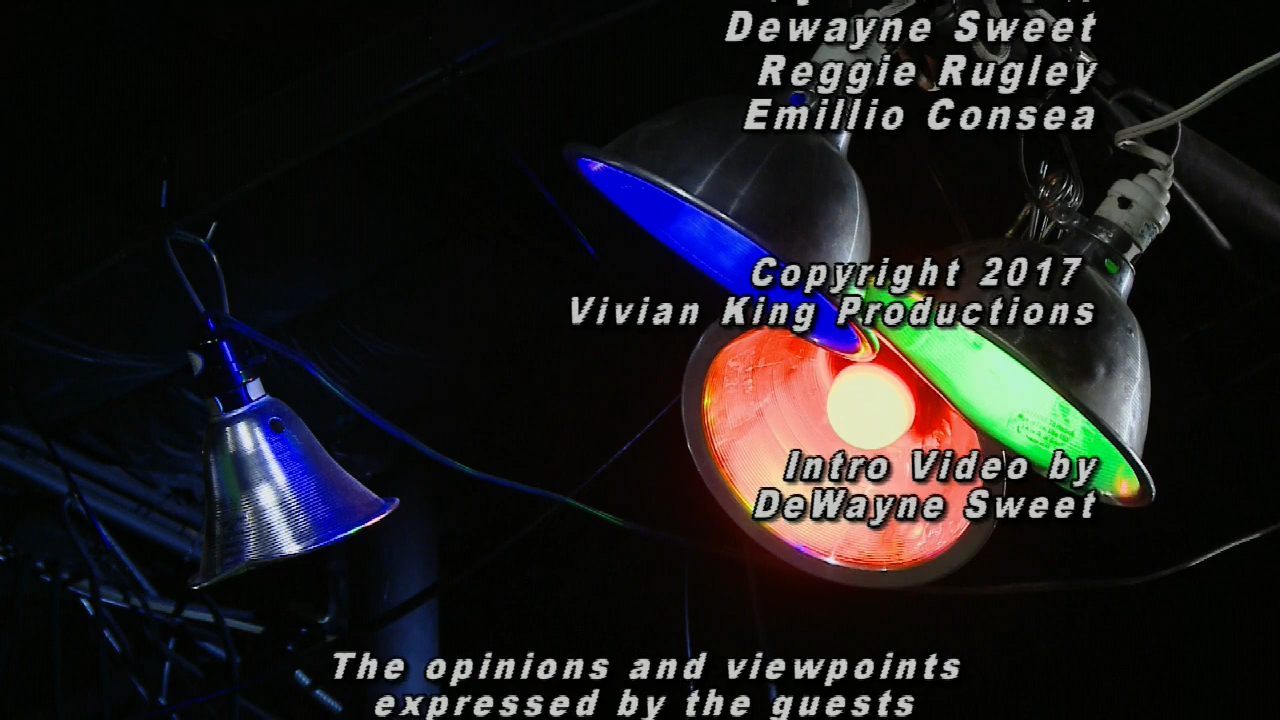 Dewayne Sweet
Reggie Rugley
Emillio Consea
Copyright 2017
Vivian King Productions
Intro Video by
DeWayne Sweet
The opinions and viewpoints
expressed by the guests